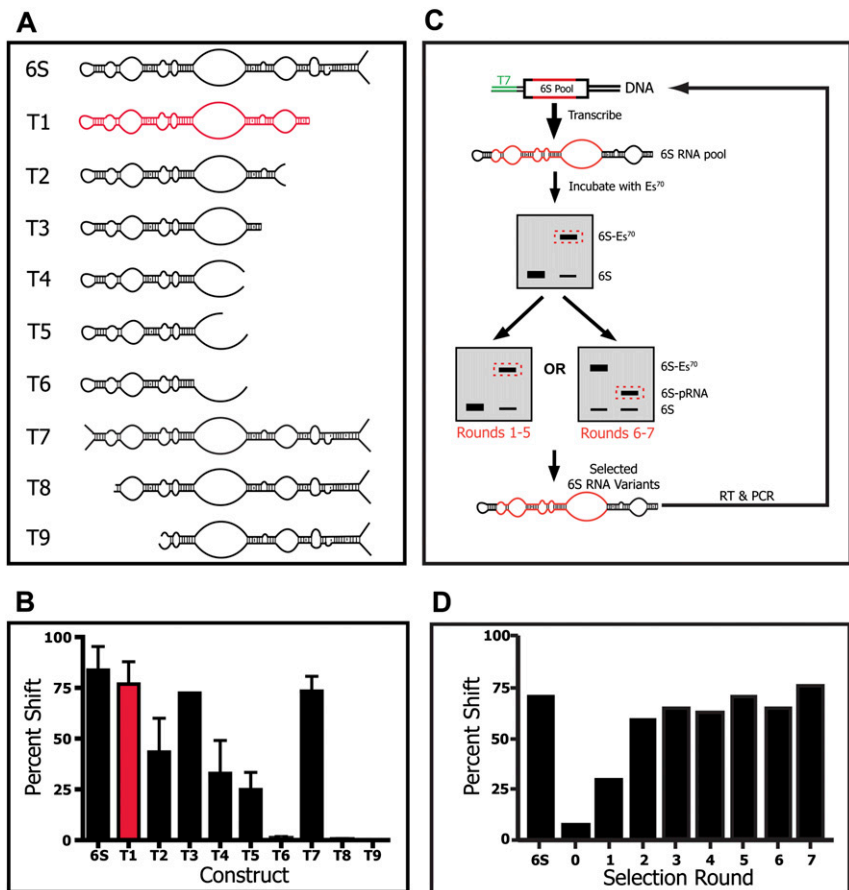 A
6S
T1
T2
T3
T4
T5
T6
T7
T8
T9
C
T7
6S Pool
DNA
Transcribe
6S RNA pool
Incubate with Es⁷⁰
6S-Es⁷⁰
6S
OR
6S-Es⁷⁰
6S-pRNA
6S
Rounds 1-5
Rounds 6-7
Selected
6S RNA Variants
RT & PCR
B
Percent Shift
100
75
50
25
0
6S T1 T2 T3 T4 T5 T6 T7 T8 T9
Construct
D
Percent Shift
100
75
50
25
0
6S 0 1 2 3 4 5 6 7
Selection Round